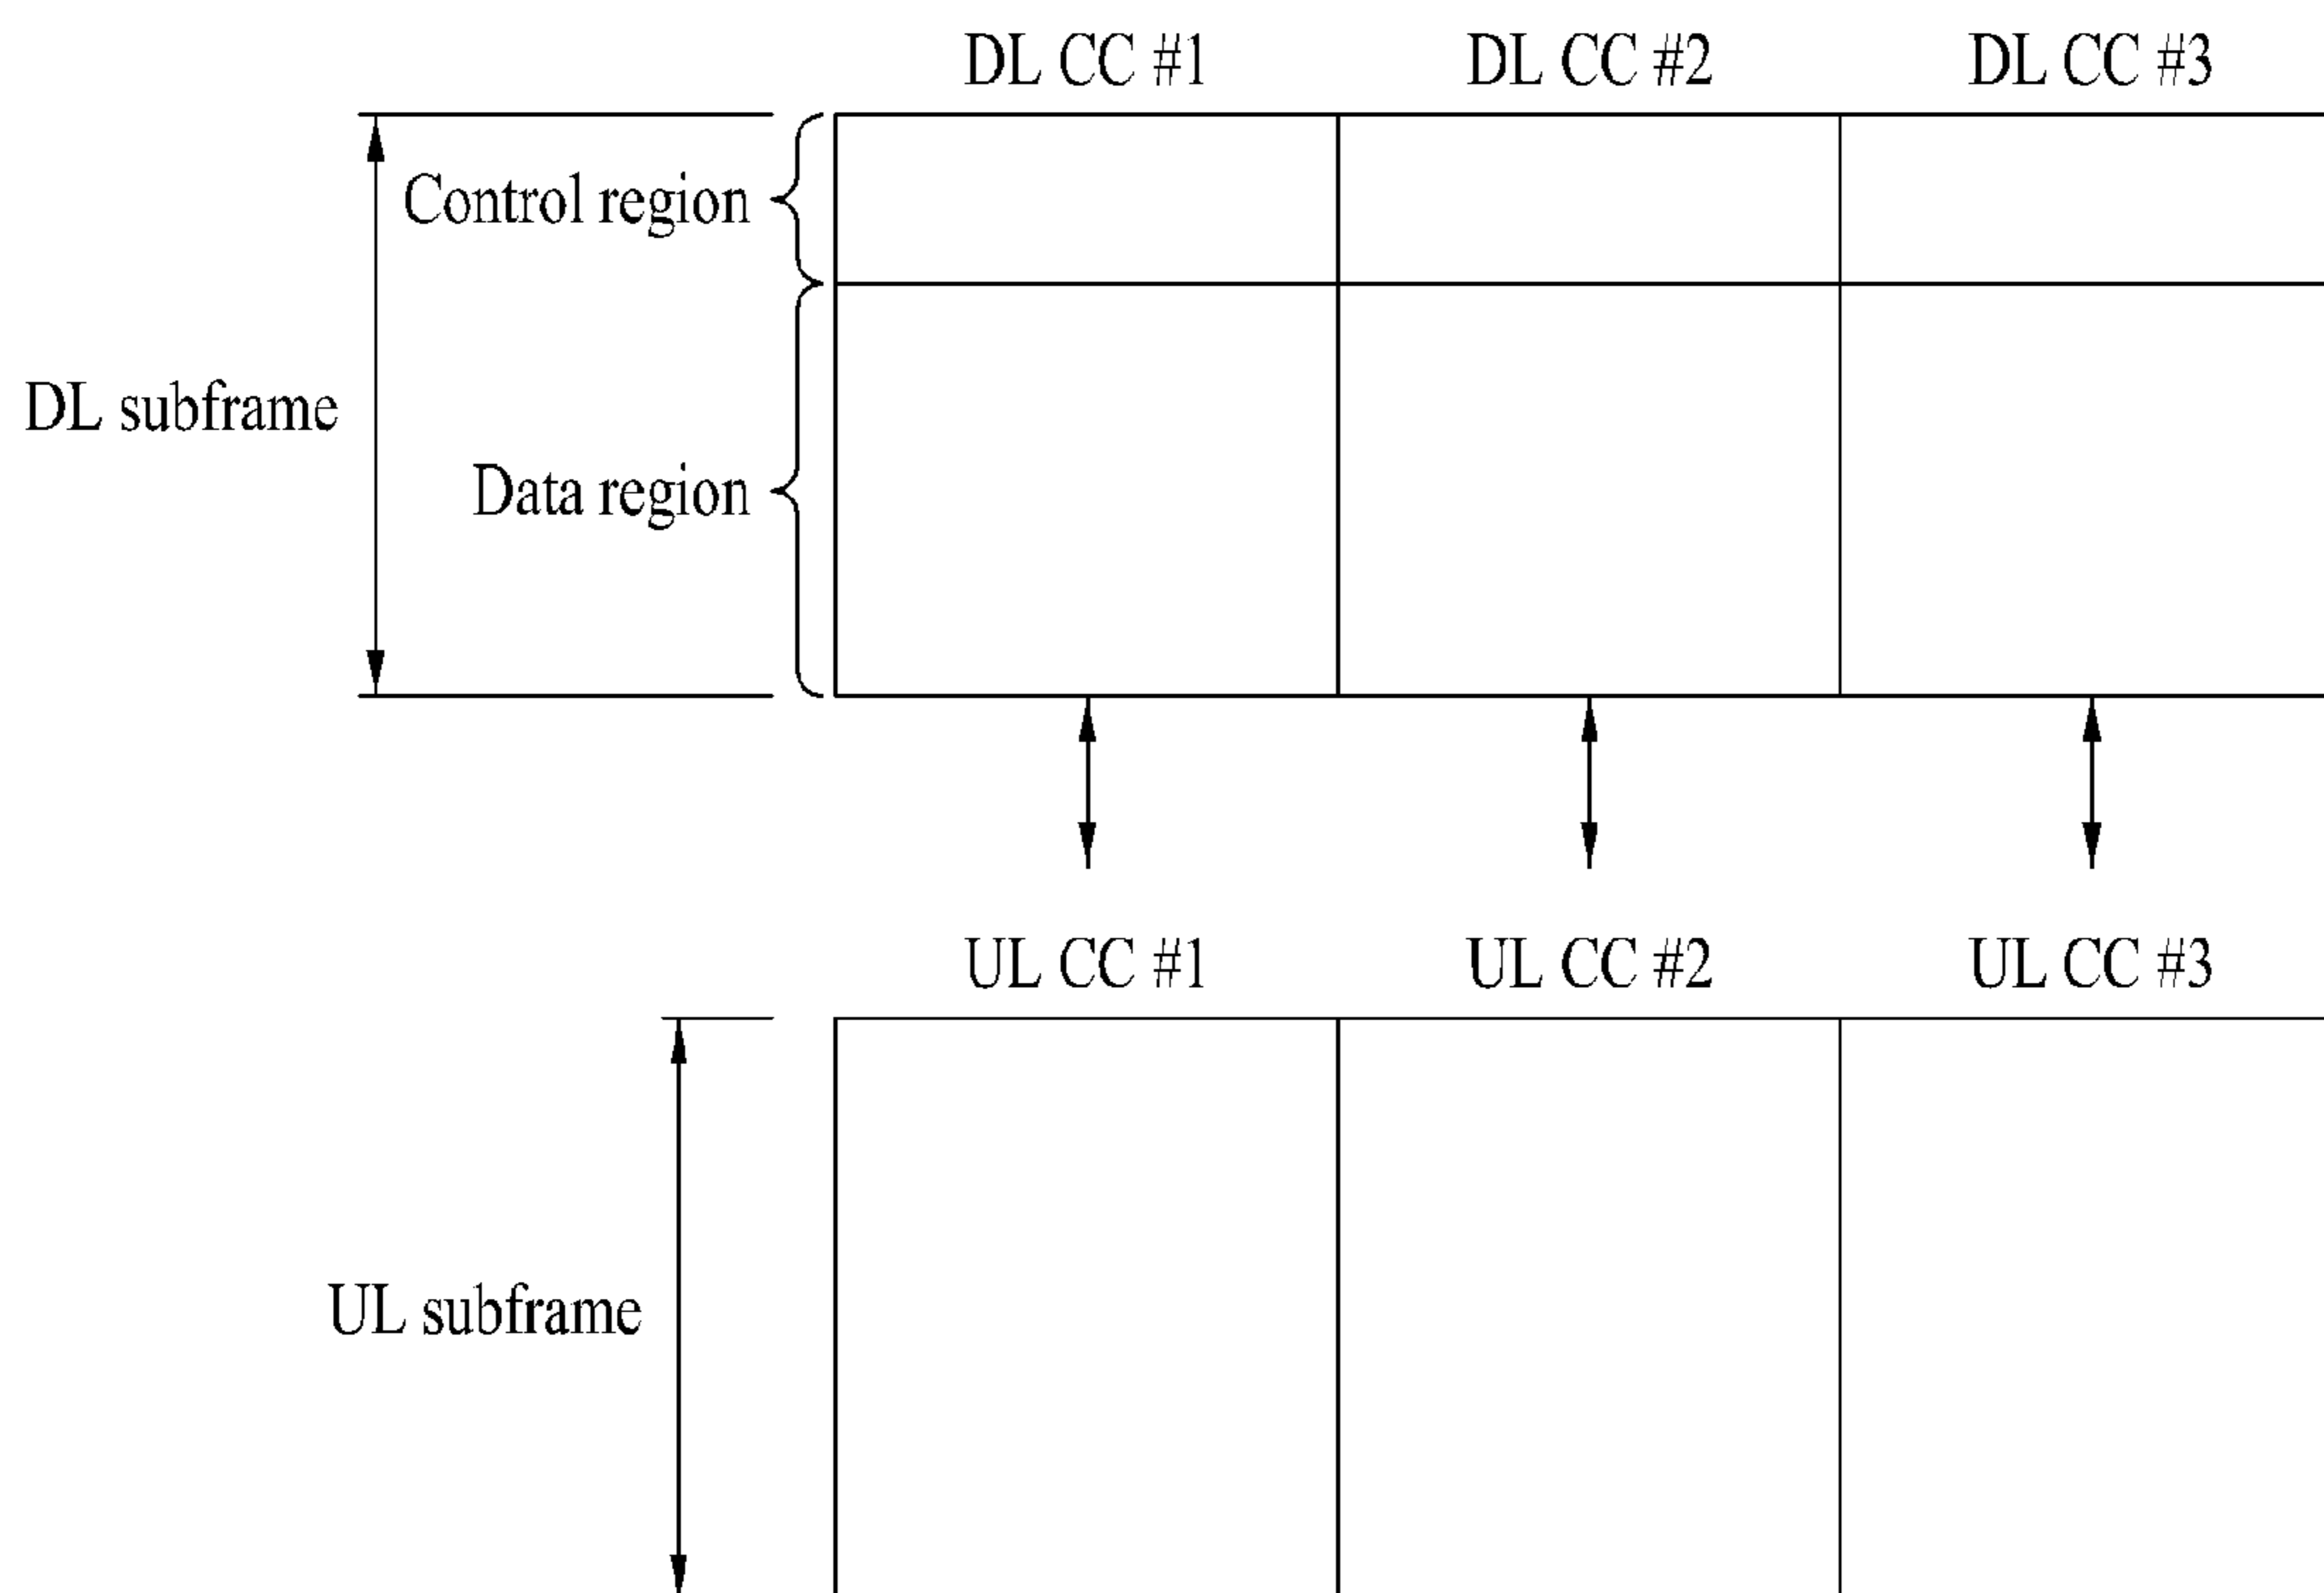 DL CC #1 DL CC #2 DL CC #3
Control region
DL subframe
Data region
UL CC #1 UL CC #2 UL CC #3
UL subframe